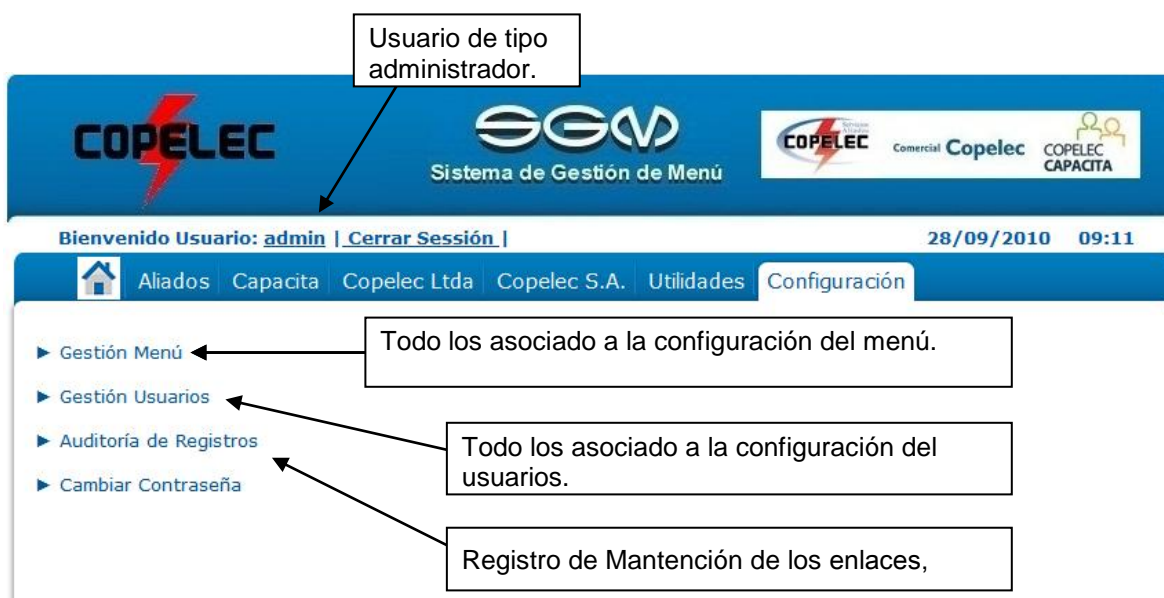 Usuario de tipo
administrador.
COPELEC
SGM
Sistema de Gestión de Menú
COPELEC
Comercial Copelec
COPELEC
CAPACITA
Bienvenido Usuario: admin | Cerrar Sessión |
28/09/2010 09:11
Aliados Capacita Copelec Ltda Copelec S.A. Utilidades Configuración
Gestión Menú
Todo los asociado a la configuración del menú.
Gestión Usuarios
Auditoría de Registros
Todo los asociado a la configuración del
usuarios.
Cambiar Contraseña
Registro de Mantención de los enlaces,